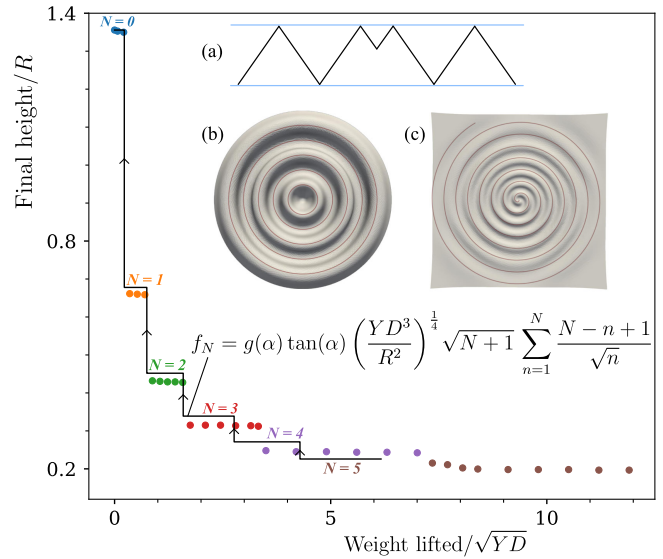 1.4
N=0
(a)
(b)
(c)
Final height/R
0.8
N = 1
f_N = g(α) tan(α) (YD^3/R^2)^{1/4} √(N+1) ∑_{n=1}^{N} (N − n + 1)/√n
N = 2
N = 3
N = 4
N = 5
0.2
0
5
10
Weight lifted/√YD